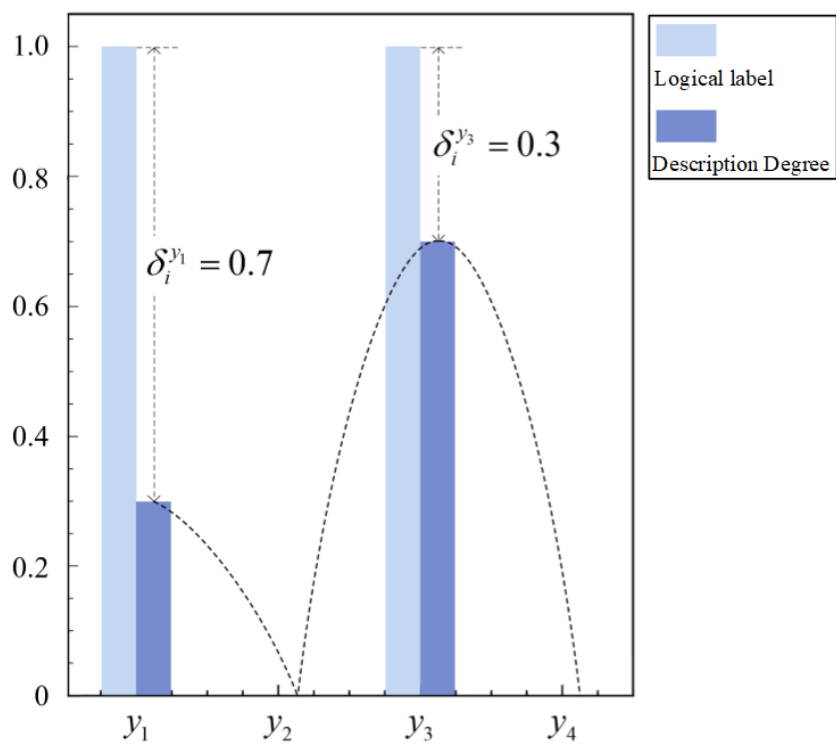 1.0
0.8
0.6
0.4
0.2
0
δ_i^{y_1} = 0.7
δ_i^{y_3} = 0.3
y_1 y_2 y_3 y_4
Logical label
Description Degree